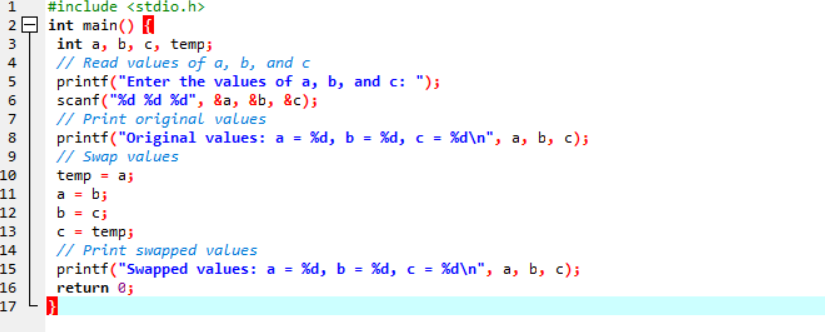 1 #include <stdio.h>
2 int main() {
3 int a, b, c, temp;
4 // Read values of a, b, and c
5 printf("Enter the values of a, b, and c: ");
6 scanf("%d %d %d", &a, &b, &c);
7 // Print original values
8 printf("Original values: a = %d, b = %d, c = %d\n", a, b, c);
9 // Swap values
10 temp = a;
11 a = b;
12 b = c;
13 c = temp;
14 // Print swapped values
15 printf("Swapped values: a = %d, b = %d, c = %d\n", a, b, c);
16 return 0;
17 }